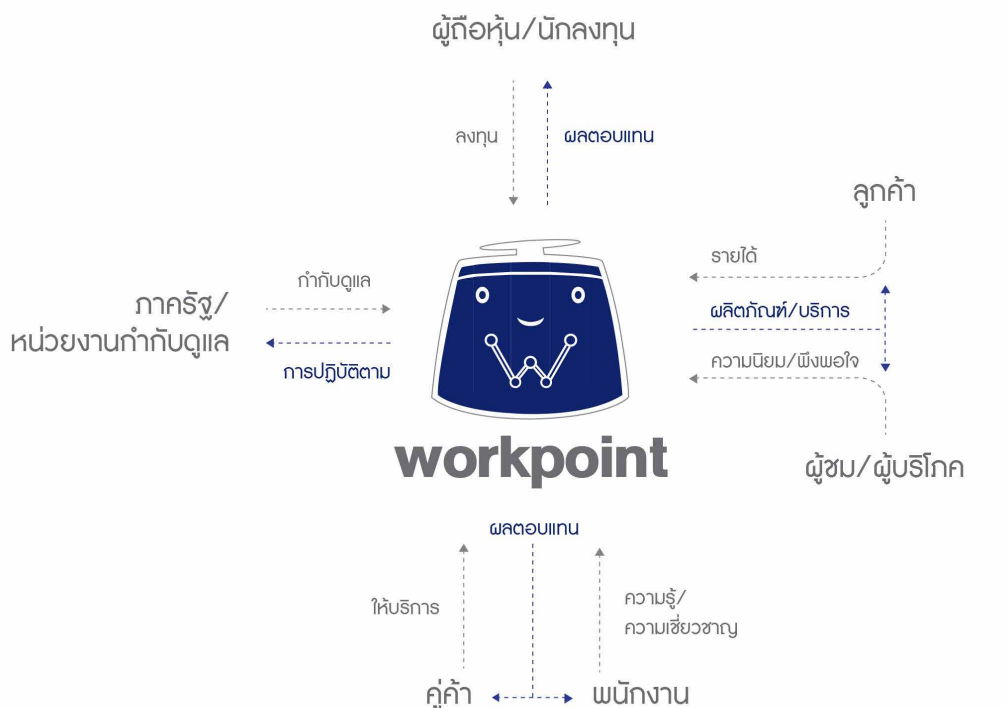 ผู้ถือหุ้น/นักลงทุน
ลงทุน
ผลตอบแทน
ลูกค้า
รายได้
กำกับดูแล
ภาครัฐ/
หน่วยงานกำกับดูแล
ผลิตภัณฑ์/บริการ
การปฏิบัติตาม
ความนิยม/พึงพอใจ
workpoint
ผู้ชม/ผู้บริโภค
ผลตอบแทน
ให้บริการ
ความรู้/
ความเชี่ยวชาญ
คู่ค้า
พนักงาน